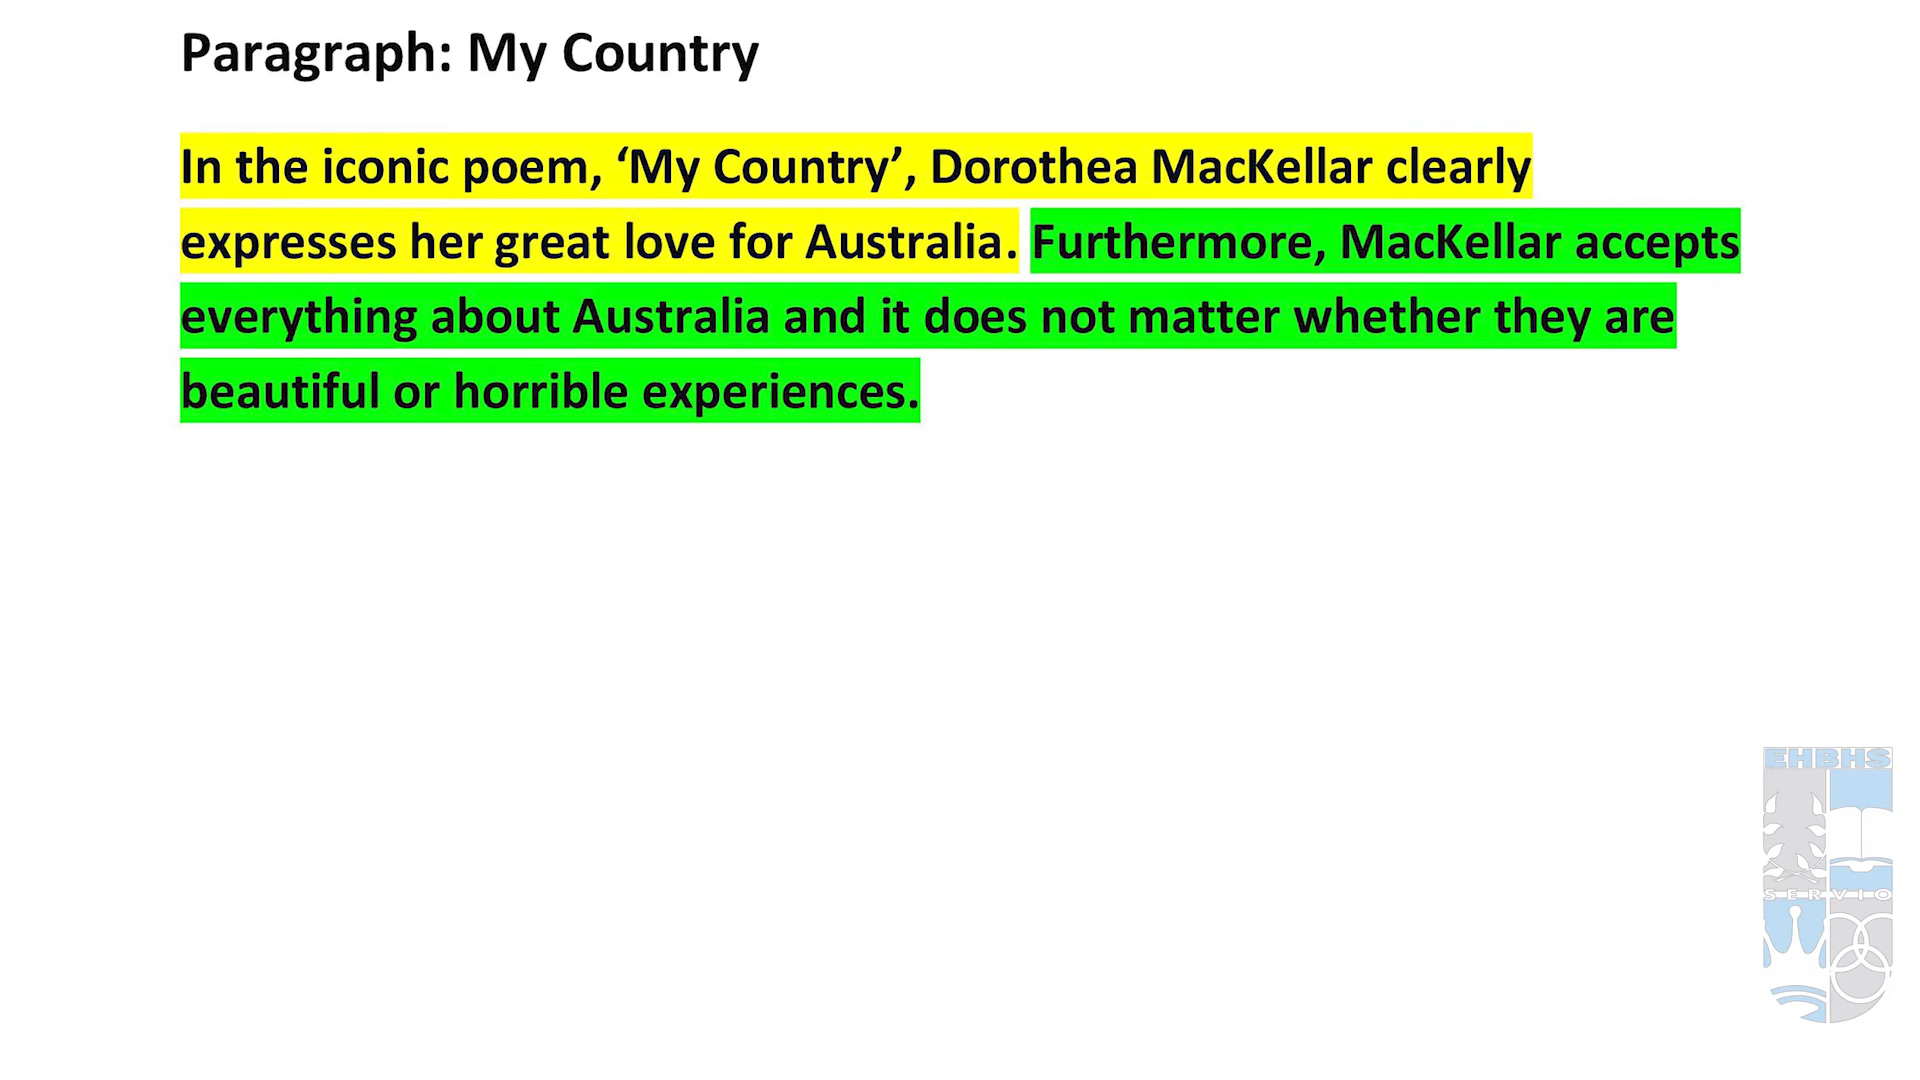 Paragraph: My Country
In the iconic poem, ‘My Country’, Dorothea MacKellar clearly
expresses her great love for Australia. Furthermore, MacKellar accepts
everything about Australia and it does not matter whether they are
beautiful or horrible experiences.
EHBHS
SERVIO